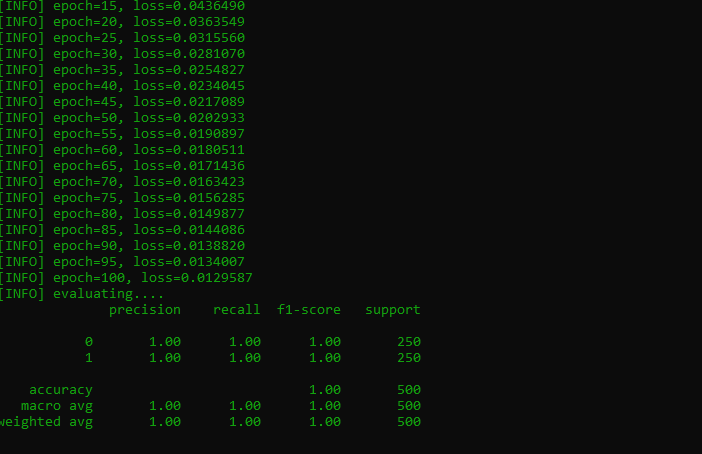 [INFO] epoch=15, loss=0.0436490
[INFO] epoch=20, loss=0.0363549
[INFO] epoch=25, loss=0.0315560
[INFO] epoch=30, loss=0.0281070
[INFO] epoch=35, loss=0.0254827
[INFO] epoch=40, loss=0.0234045
[INFO] epoch=45, loss=0.0217089
[INFO] epoch=50, loss=0.0202933
[INFO] epoch=55, loss=0.0190897
[INFO] epoch=60, loss=0.0180511
[INFO] epoch=65, loss=0.0171436
[INFO] epoch=70, loss=0.0163423
[INFO] epoch=75, loss=0.0156285
[INFO] epoch=80, loss=0.0149877
[INFO] epoch=85, loss=0.0144086
[INFO] epoch=90, loss=0.0138820
[INFO] epoch=95, loss=0.0134007
[INFO] epoch=100, loss=0.0129587
[INFO] evaluating....
precision recall f1-score support
0 1.00 1.00 1.00 250
1 1.00 1.00 1.00 250
accuracy 1.00 500
macro avg 1.00 1.00 1.00 500
weighted avg 1.00 1.00 1.00 500